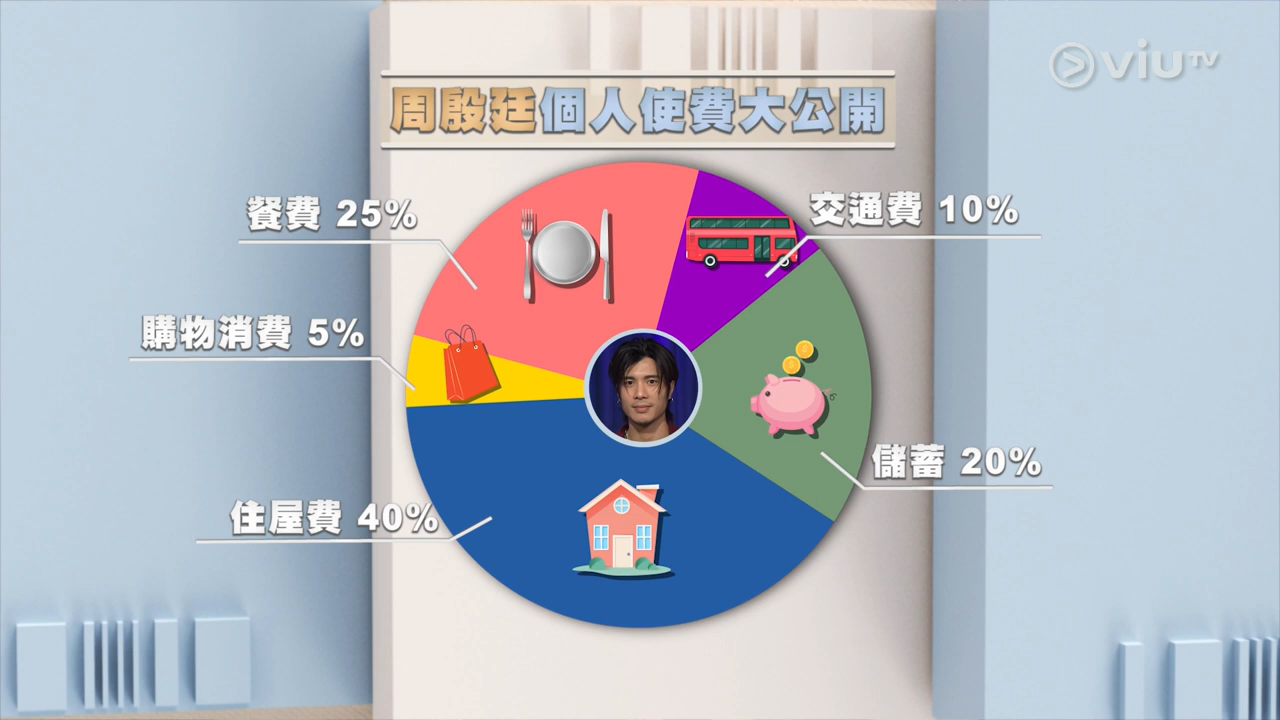 viuTV
周殷廷個人使費大公開
餐費 25%
交通費 10%
購物消費 5%
儲蓄 20%
住屋費 40%